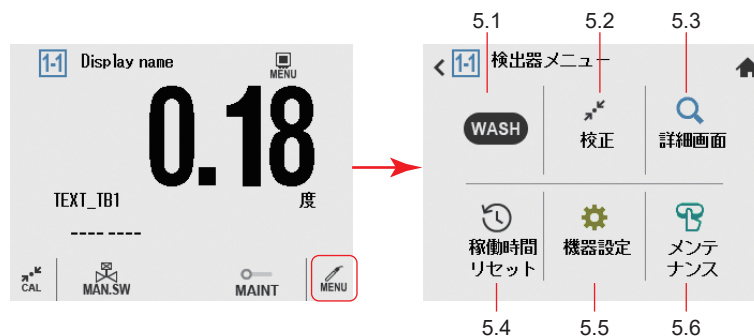 5.1
5.2
5.3
1-1 Display name
MENU
0.18
TEXT_TB1
度
---- ----
CAL
MAN.SW
MAINT
MENU
1-1 検出器メニュー
WASH
校正
詳細画面
稼働時間
リセット
機器設定
メンテ
ナンス
5.4
5.5
5.6